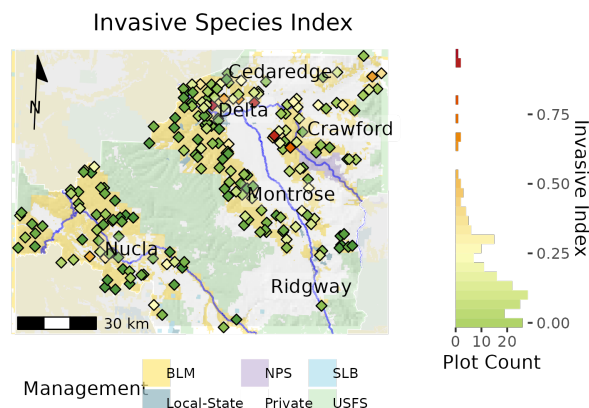 Invasive Species Index
Cedaredge
Delta
Crawford
N
Montrose
Nucla
Ridgway
30 km
0.75
0.50
0.25
0.00
Invasive Index
0 10 20
Plot Count
Management
BLM NPS SLB
Local-State Private USFS